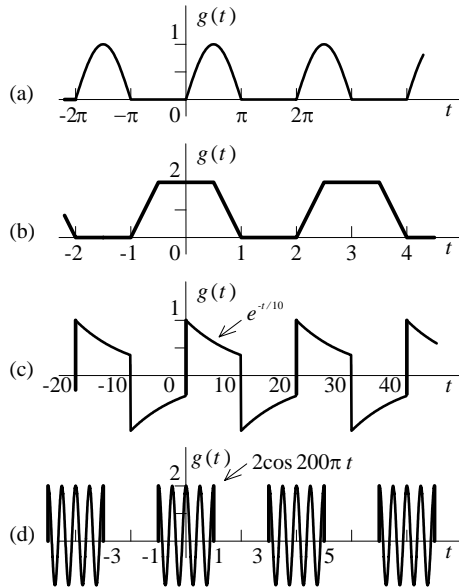 g(t)
1
(a)
-2π -π 0 π 2π t
g(t)
2
(b)
-2 -1 0 1 2 3 4 t
g(t)
1
e^{-t/10}
(c)
-20 -10 0 10 20 30 40 t
g(t) 2cos 200π t
2
(d)
-3 -1 1 3 5 t